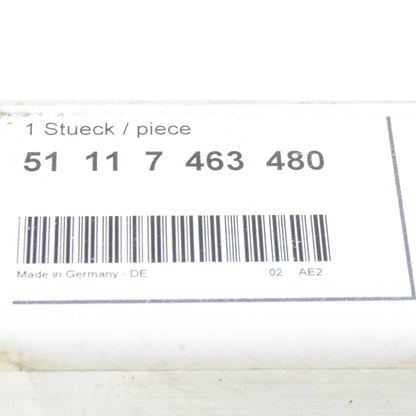 1 Stueck / piece
51 11 7 463 480
Made in Germany - DE 02 AE2